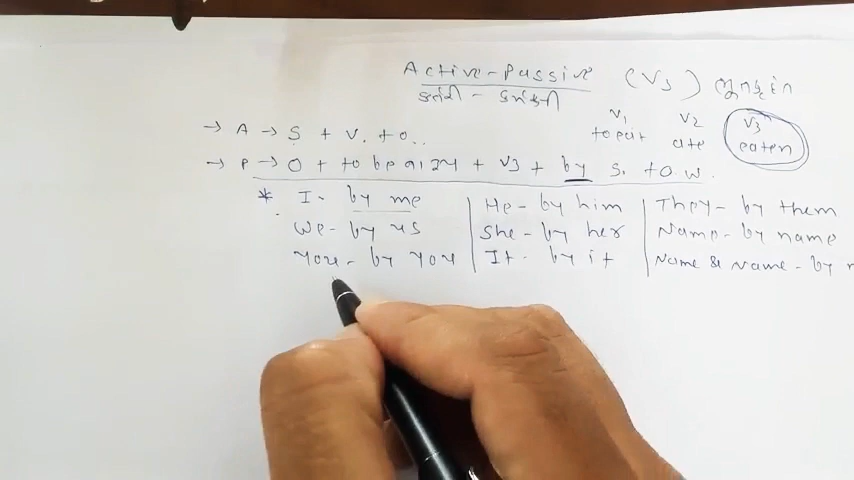 Active-Passive (V3)
કર્તરી - કર્મણી
V1 V2 V3
to eat ate eaten
→ A → S + V. + O..
→ P → O + to be + V3 + by S. + O.W.
* I - by me He - by him They - by them
We - by us She - by her Name - by name
You - by you It - by it Name & Name - by